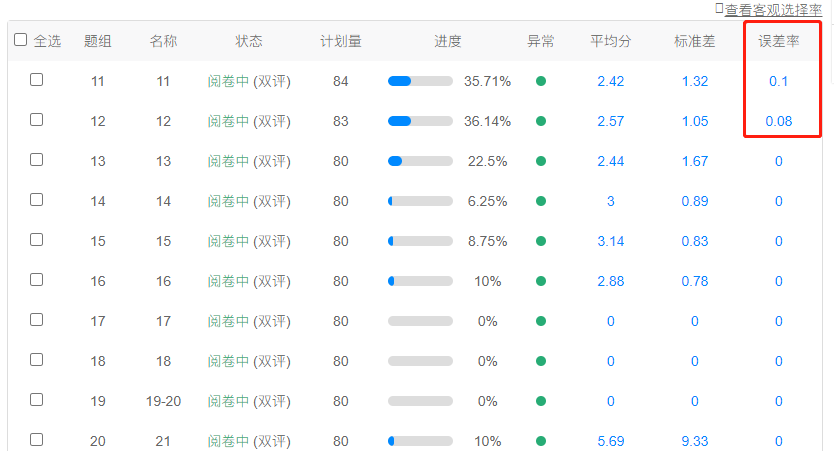 查看客观选择率
全选 题组 名称 状态 计划量 进度 异常 平均分 标准差 误差率
11 11 阅卷中 (双评) 84 35.71% 2.42 1.32 0.1
12 12 阅卷中 (双评) 83 36.14% 2.57 1.05 0.08
13 13 阅卷中 (双评) 80 22.5% 2.44 1.67 0
14 14 阅卷中 (双评) 80 6.25% 3 0.89 0
15 15 阅卷中 (双评) 80 8.75% 3.14 0.83 0
16 16 阅卷中 (双评) 80 10% 2.88 0.78 0
17 17 阅卷中 (双评) 80 0% 0 0 0
18 18 阅卷中 (双评) 80 0% 0 0 0
19 19-20 阅卷中 (双评) 80 0% 0 0 0
20 21 阅卷中 (双评) 80 10% 5.69 9.33 0